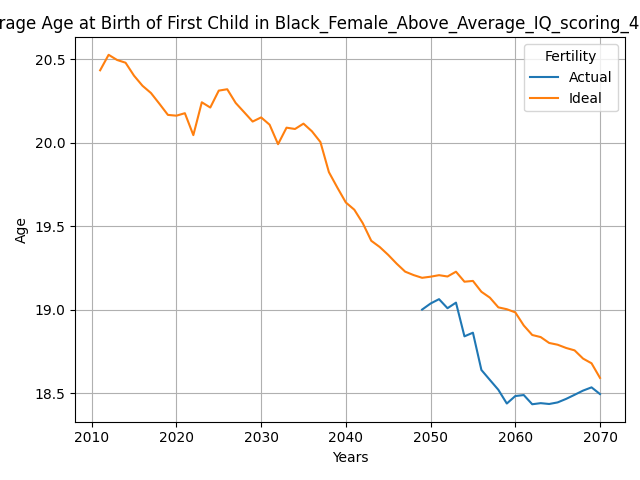 rage Age at Birth of First Child in Black_Female_Above_Average_IQ_scoring_4
Fertility
Actual
Ideal
20.5
20.0
19.5
19.0
18.5
Age
2010 2020 2030 2040 2050 2060 2070
Years